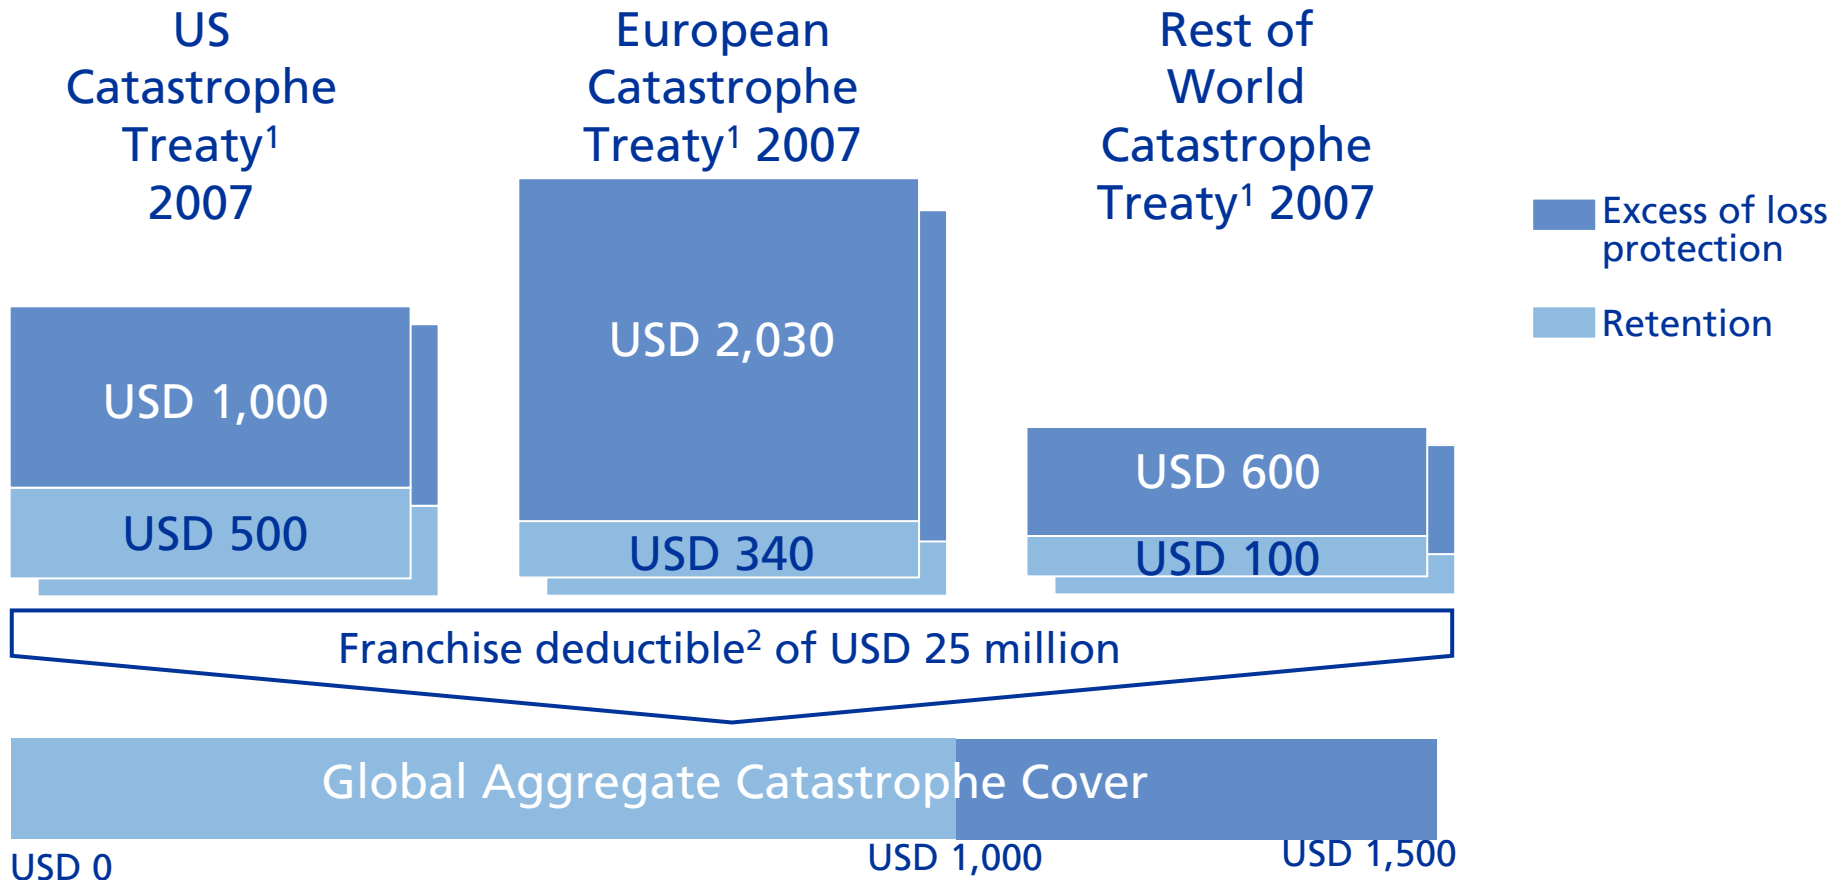 US
Catastrophe
Treaty¹
2007
European
Catastrophe
Treaty¹ 2007
Rest of
World
Catastrophe
Treaty¹ 2007
Excess of loss
protection
Retention
USD 1,000
USD 500
USD 2,030
USD 340
USD 600
USD 100
Franchise deductible² of USD 25 million
Global Aggregate Catastrophe Cover
USD 0
USD 1,000
USD 1,500